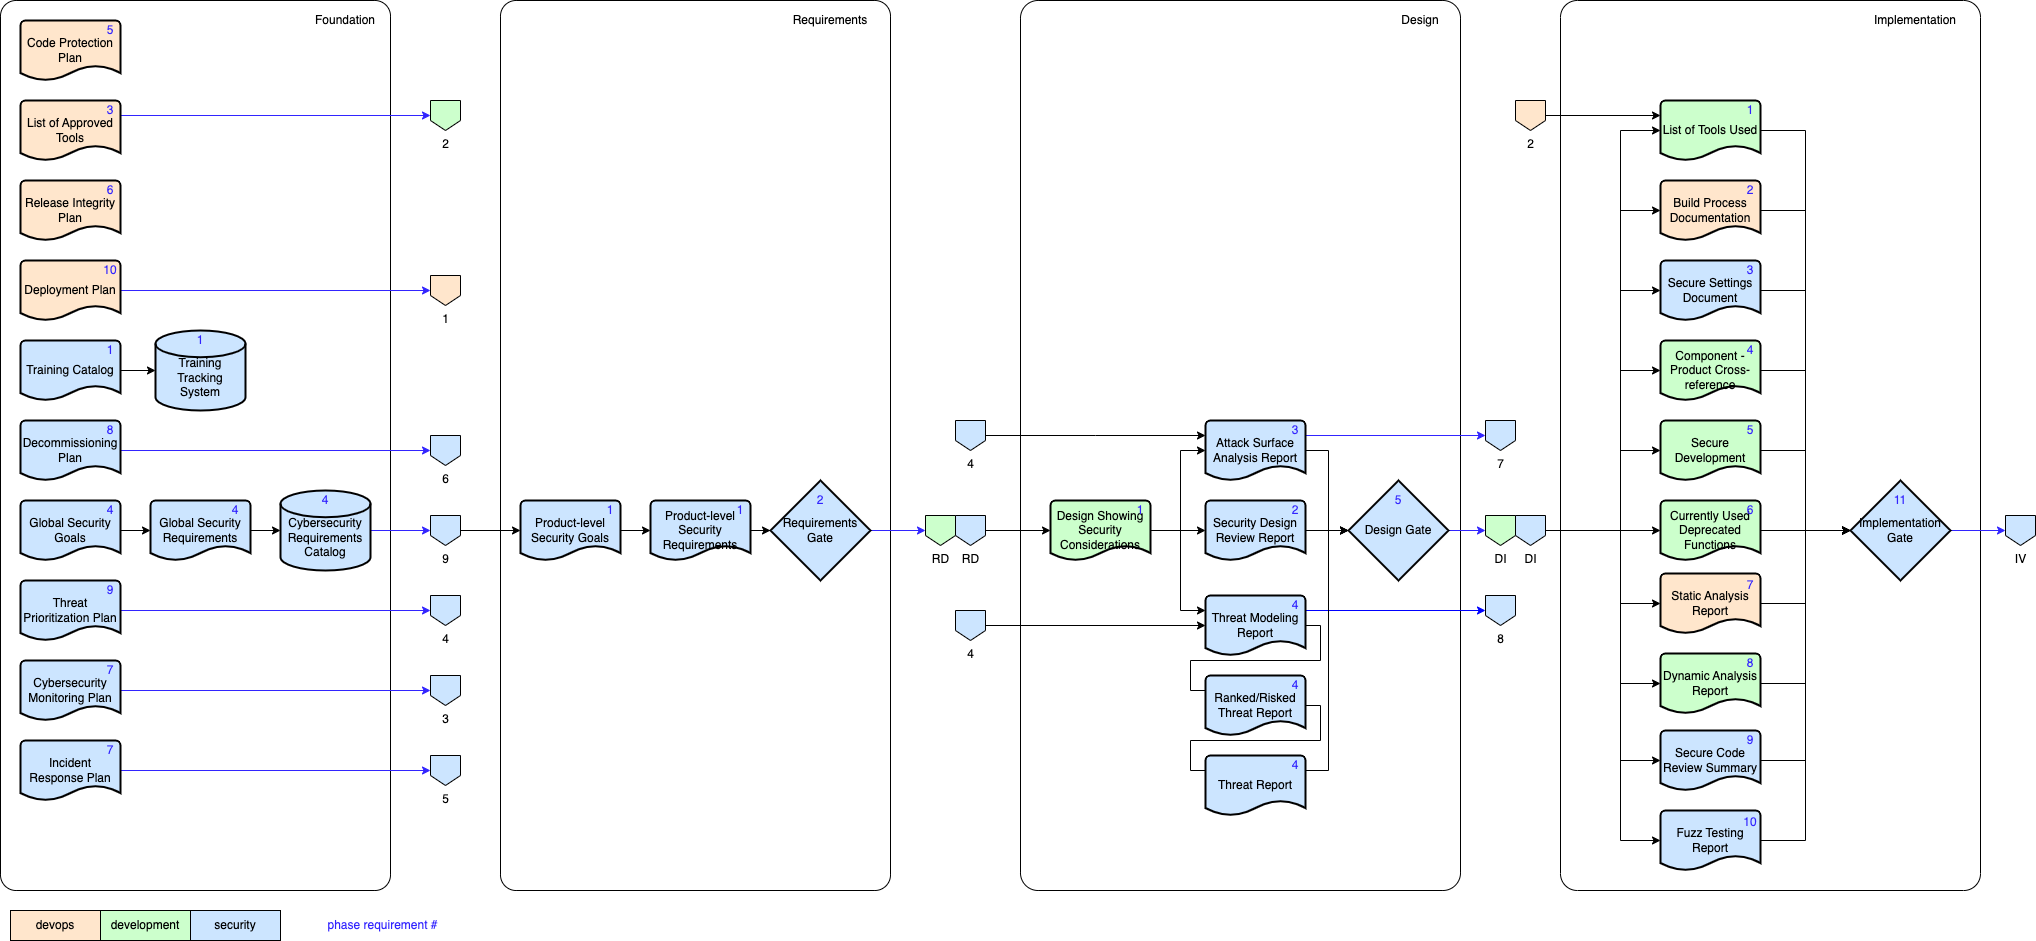 Foundation
5
Code Protection
Plan
3
List of Approved
Tools
2
6
Release Integrity
Plan
10
Deployment Plan
1
1
Training Catalog
1
Training
Tracking
System
8
Decommissioning
Plan
6
4
Global Security
Goals
4
Global Security
Requirements
4
Cybersecurity
Requirements
Catalog
9
9
Threat
Prioritization Plan
4
7
Cybersecurity
Monitoring Plan
3
7
Incident
Response Plan
5
Requirements
1
Product-level
Security Goals
1
Product-level
Security
Requirements
2
Requirements
Gate
RD
RD
Design
4
3
Attack Surface
Analysis Report
7
1
Design Showing
Security
Considerations
2
Security Design
Review Report
5
Design Gate
DI
DI
4
4
Threat Modeling
Report
8
4
Ranked/Risked
Threat Report
4
Threat Report
Implementation
2
1
List of Tools Used
2
Build Process
Documentation
3
Secure Settings
Document
4
Component -
Product Cross-
reference
5
Secure
Development
6
Currently Used
Deprecated
Functions
7
Static Analysis
Report
8
Dynamic Analysis
Report
9
Secure Code
Review Summary
10
Fuzz Testing
Report
11
Implementation
Gate
IV
devops
development
security
phase requirement #